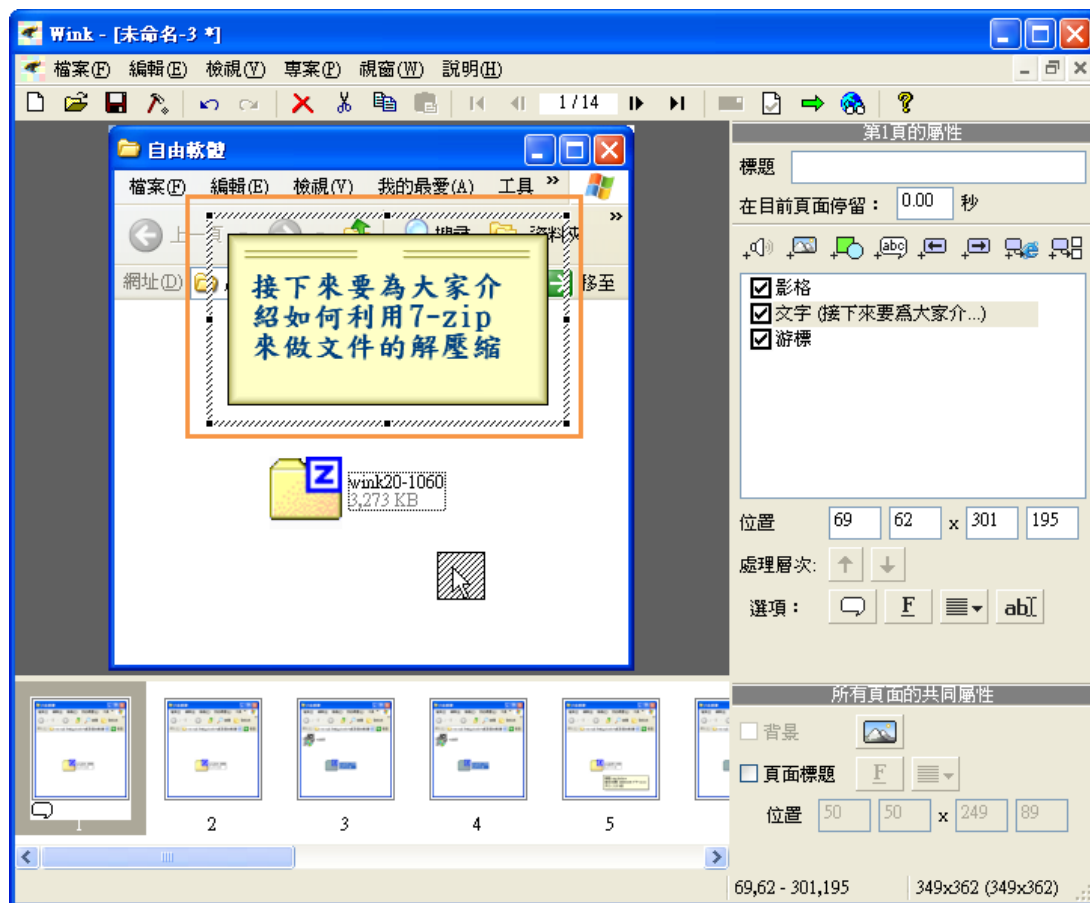 Wink - [未命名-3 *]
檔案(F) 編輯(E) 檢視(V) 專案(P) 視窗(W) 說明(H)
1 / 14
自由軟體
檔案(F) 編輯(E) 檢視(V) 我的最愛(A) 工具 »
上一頁 搜尋 資料夾 »
網址(D) 移至
接下來要為大家介
紹如何利用7-zip
來做文件的解壓縮
wink20-1060
3,273 KB
第1頁的屬性
標題
在目前頁面停留： 0.00 秒
abc
影格
文字 (接下來要爲大家介...)
游標
位置 69 62 x 301 195
處理層次:
選項： F ab
所有頁面的共同屬性
背景
頁面標題 F
位置 50 50 x 249 89
1 2 3 4 5
69,62 - 301,195 349x362 (349x362)